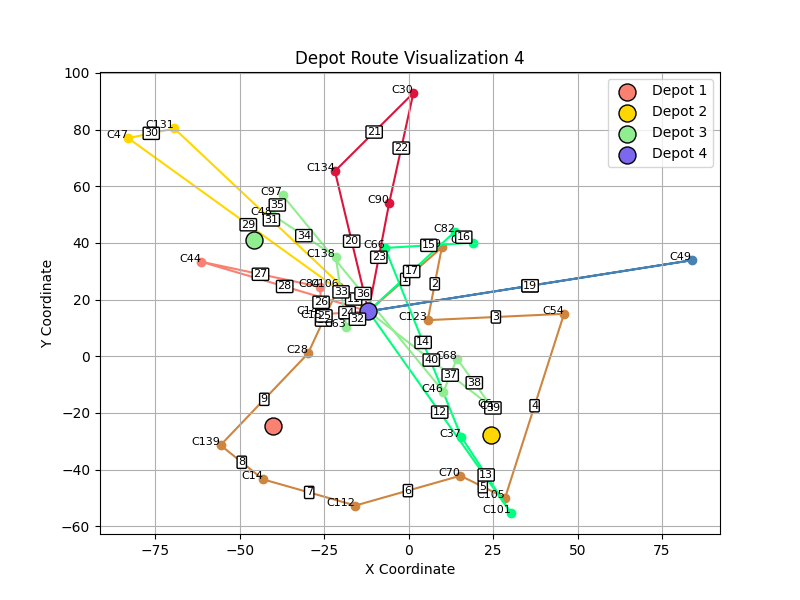 Depot Route Visualization 4
Depot 1
Depot 2
Depot 3
Depot 4
Y Coordinate
100
80
60
40
20
0
−20
−40
−60
−75
−50
−25
0
25
50
75
X Coordinate
C30
C131
C47
30
21
22
C134
C97
C90
35
31
29
34
20
C82
16
C66
15
23
C138
C44
C49
27
17
28
2
19
33
36
26
C54
C123
3
25
32
C63
14
C28
40
C68
37
38
C46
9
4
39
12
C37
C139
8
C14
C70
13
5
6
7
C105
C112
C101